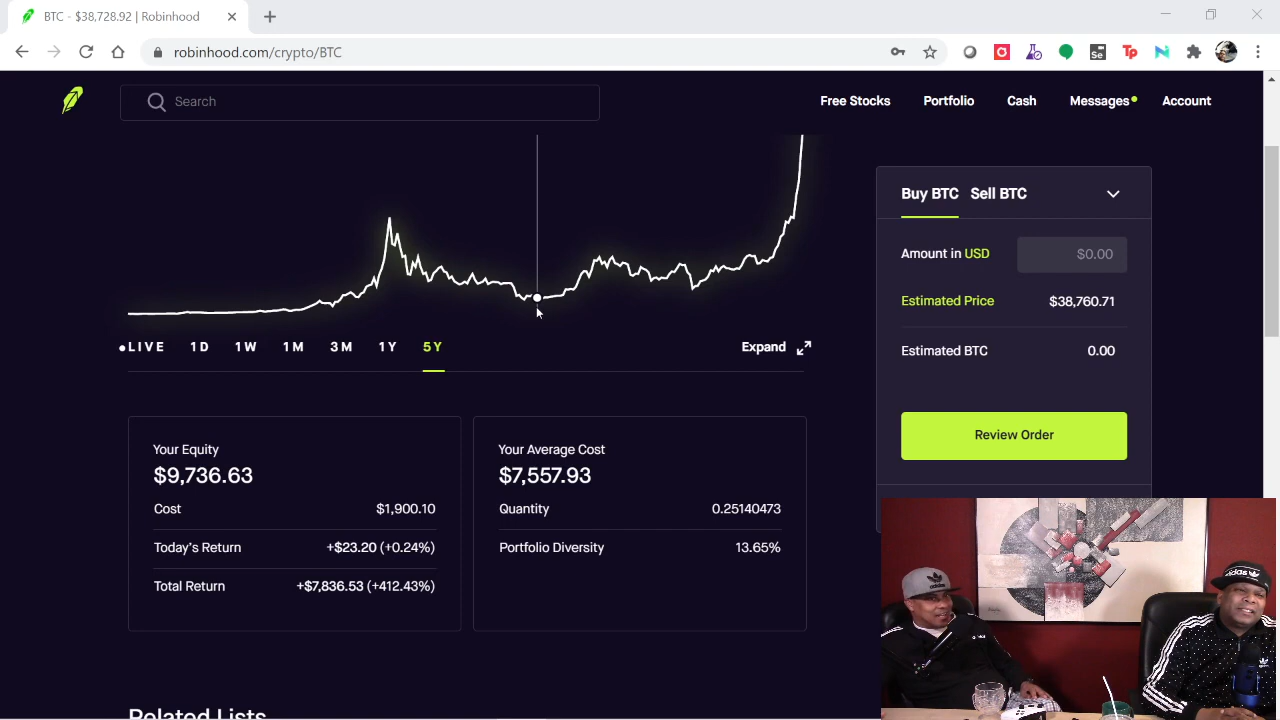 BTC - $38,728.92 | Robinhood
robinhood.com/crypto/BTC
Se
Tp
Search
Free Stocks
Portfolio
Cash
Messages
Account
LIVE
1D
1W
1M
3M
1Y
5Y
Expand
Buy BTC
Sell BTC
Amount in USD
$0.00
Estimated Price
$38,760.71
Estimated BTC
0.00
Review Order
Your Equity
$9,736.63
Cost
$1,900.10
Today's Return
+$23.20 (+0.24%)
Total Return
+$7,836.53 (+412.43%)
Your Average Cost
$7,557.93
Quantity
0.25140473
Portfolio Diversity
13.65%
Related Lists
adidas